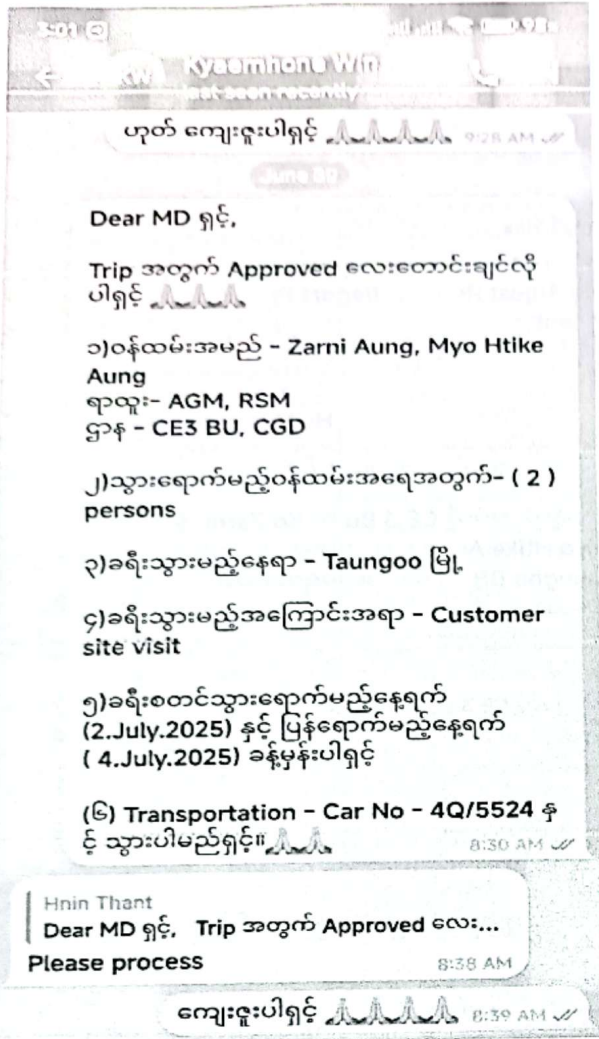 3:01
KW Kyaemhone Win
last seen recently
ဟုတ် ကျေးဇူးပါရှင့် 🙏🙏🙏🙏 9:28 AM
June 30
Dear MD ရှင့်,
Trip အတွက် Approved လေးတောင်းချင်လို
ပါရှင့် 🙏🙏🙏
၁)ဝန်ထမ်းအမည် – Zarni Aung, Myo Htike
Aung
ရာထူး– AGM, RSM
ဌာန – CE3 BU, CGD
၂)သွားရောက်မည့်ဝန်ထမ်းအရေအတွက်– ( 2 )
persons
၃)ခရီးသွားမည့်နေရာ – Taungoo မြို့
၄)ခရီးသွားမည့်အကြောင်းအရာ – Customer
site visit
၅)ခရီးစတင်သွားရောက်မည့်နေ့ရက်
(2.July.2025) နှင့် ပြန်ရောက်မည့်နေ့ရက်
( 4.July.2025) ခန့်မှန်းပါရှင့်
(၆) Transportation – Car No – 4Q/5524 နှ
င့် သွားပါမည်ရှင့်။🙏🙏 8:30 AM
Hnin Thant
Dear MD ရှင့်, Trip အတွက် Approved လေး...
Please process 8:38 AM
ကျေးဇူးပါရှင့် 🙏🙏🙏🙏 8:39 AM